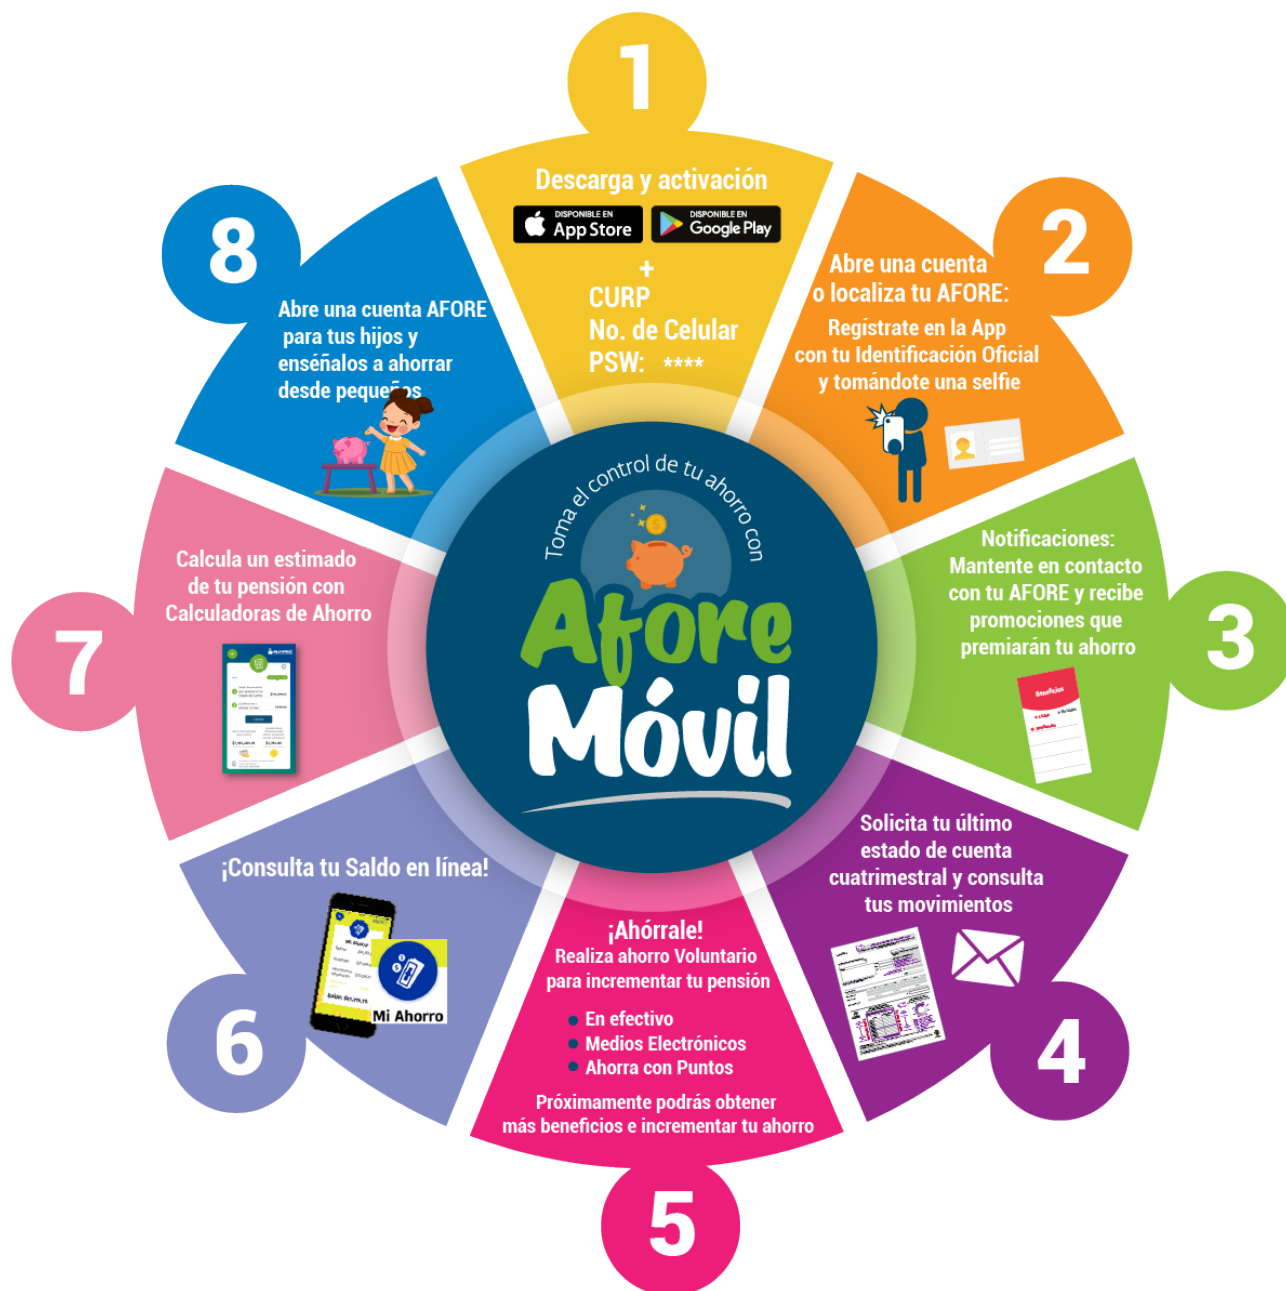 1
Descarga y activación
DISPONIBLE EN
App Store
DISPONIBLE EN
Google Play
+
CURP
No. de Celular
PSW: ****
2
Abre una cuenta
o localiza tu AFORE:
Regístrate en la App
con tu Identificación Oficial
y tomándote una selfie
3
Notificaciones:
Mantente en contacto
con tu AFORE y recibe
promociones que
premiarán tu ahorro
Beneficios
4
Solicita tu último
estado de cuenta
cuatrimestral y consulta
tus movimientos
5
¡Ahórrale!
Realiza ahorro Voluntario
para incrementar tu pensión
En efectivo
Medios Electrónicos
Ahorra con Puntos
Próximamente podrás obtener
más beneficios e incrementar tu ahorro
6
¡Consulta tu Saldo en línea!
Mi Ahorro
Mi Ahorro
7
Calcula un estimado
de tu pensión con
Calculadoras de Ahorro
8
Abre una cuenta AFORE
para tus hijos y
enséñalos a ahorrar
desde pequeños
Toma el control de tu ahorro con
Afore
Móvil